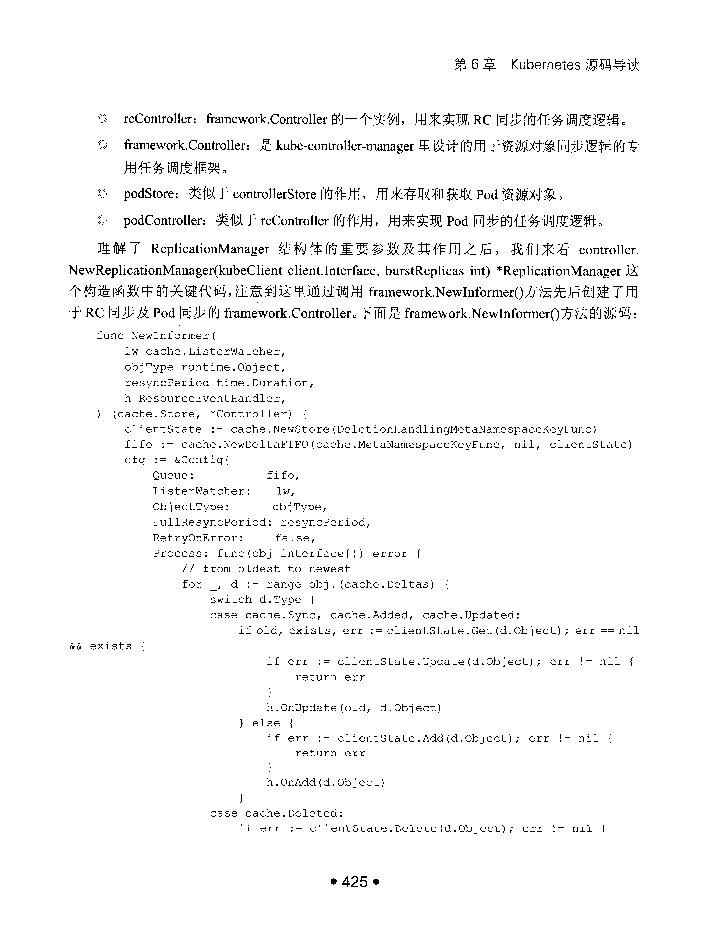 第 6 章 Kubernetes 源码导读
rcController：framework.Controller 的一个实例，用来实现 RC 同步的任务调度逻辑。
framework.Controller：是 kube-controller-manager 里设计的用于资源对象同步逻辑的专
用任务调度框架。
podStore：类似于 controllerStore 的作用，用来存取和获取 Pod 资源对象。
podController：类似于 rcController 的作用，用来实现 Pod 同步的任务调度逻辑。
理解了 ReplicationManager 结构体的重要参数及其作用之后，我们来看 controller.
NewReplicationManager(kubeClient client.Interface, burstReplicas int) *ReplicationManager 这
个构造函数中的关键代码，注意到这里通过调用 framework.NewInformer()方法先后创建了用
于 RC 同步及 Pod 同步的 framework.Controller。下面是 framework.NewInformer()方法的源码：
func NewInformer(
lw cache.ListerWatcher,
objType runtime.Object,
resyncPeriod time.Duration,
h ResourceEventHandler,
) (cache.Store, *Controller) {
clientState := cache.NewStore(DeletionHandlingMetaNamespaceKeyFunc)
fifo := cache.NewDeltaFIFO(cache.MetaNamespaceKeyFunc, nil, clientState)
cfg := &Config{
Queue: fifo,
ListerWatcher: lw,
ObjectType: objType,
FullResyncPeriod: resyncPeriod,
RetryOnError: false,
Process: func(obj interface{}) error {
// from oldest to newest
for _, d := range obj.(cache.Deltas) {
switch d.Type {
case cache.Sync, cache.Added, cache.Updated:
if old, exists, err := clientState.Get(d.Object); err == nil
&& exists {
if err := clientState.Update(d.Object); err != nil {
return err
}
h.OnUpdate(old, d.Object)
} else {
if err := clientState.Add(d.Object); err != nil {
return err
}
h.OnAdd(d.Object)
}
case cache.Deleted:
if err := clientState.Delete(d.Object); err != nil {
• 425 •